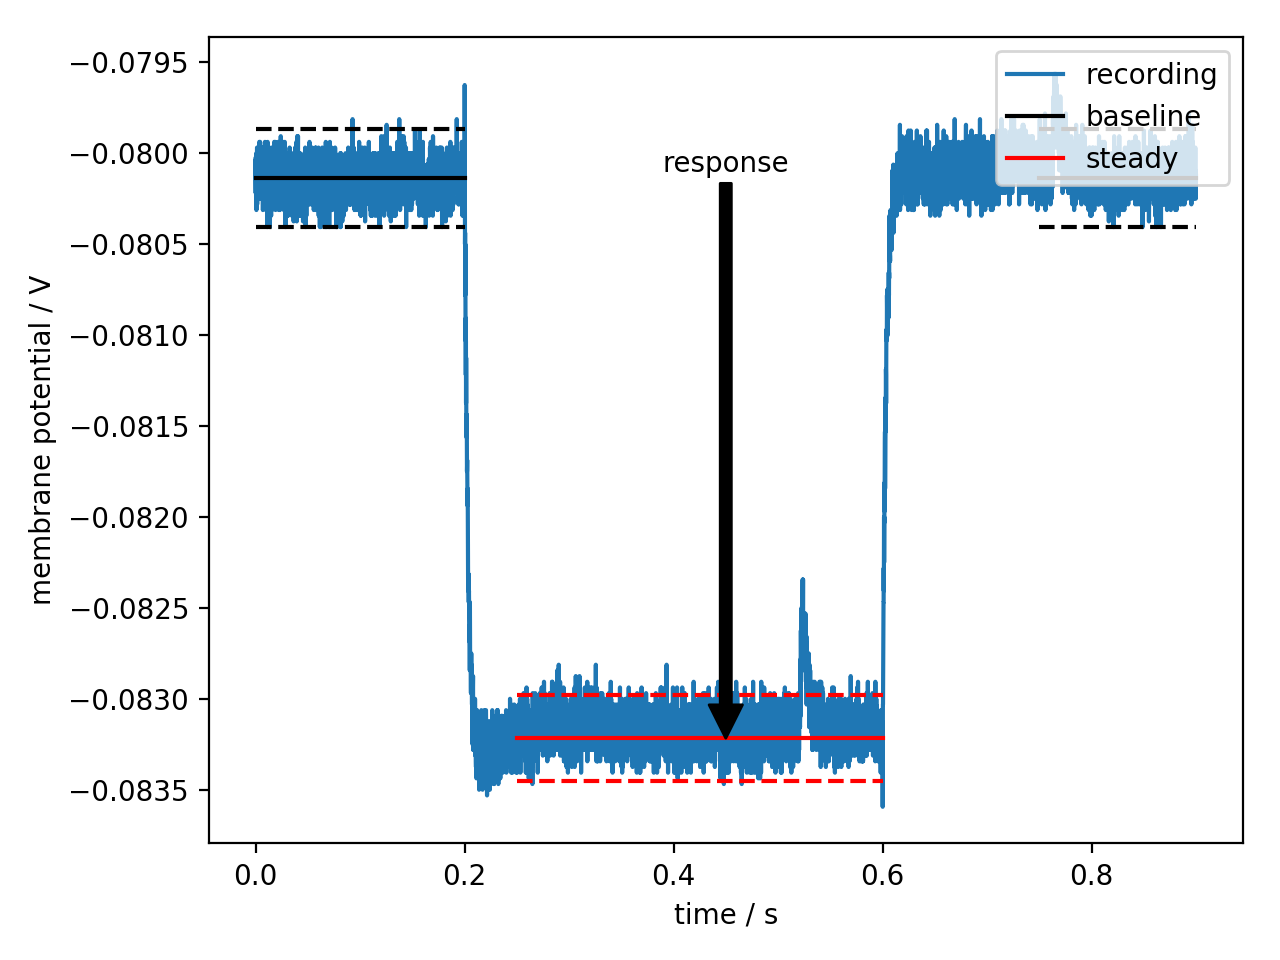 −0.0795
−0.0800
−0.0805
−0.0810
−0.0815
−0.0820
−0.0825
−0.0830
−0.0835
membrane potential / V
recording
baseline
steady
response
0.0 0.2 0.4 0.6 0.8
time / s